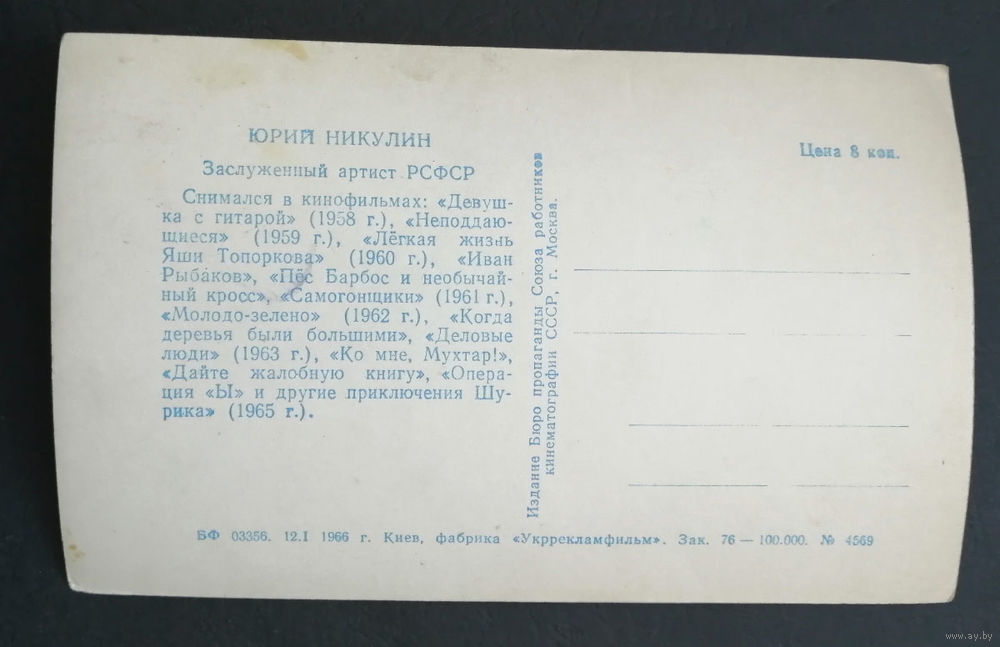 ЮРИЙ НИКУЛИН
Заслуженный артист РСФСР
Снимался в кинофильмах: «Девуш-
ка с гитарой» (1958 г.), «Неподдаю-
щиеся» (1959 г.), «Лёгкая жизнь
Яши Топоркова» (1960 г.), «Иван
Рыбаков», «Пёс Барбос и необычай-
ный кросс», «Самогонщики» (1961 г.),
«Молодо-зелено» (1962 г.), «Когда
деревья были большими», «Деловые
люди» (1963 г.), «Ко мне, Мухтар!»,
«Дайте жалобную книгу», «Опера-
ция «Ы» и другие приключения Шу-
рика» (1965 г.).
Издание Бюро пропаганды Союза работников
кинематографии СССР, г. Москва.
Цена 8 коп.
БФ 03356. 12.I 1966 г. Киев, фабрика «Укррекламфильм». Зак. 76 — 100.000. № 4569
www.ay.by